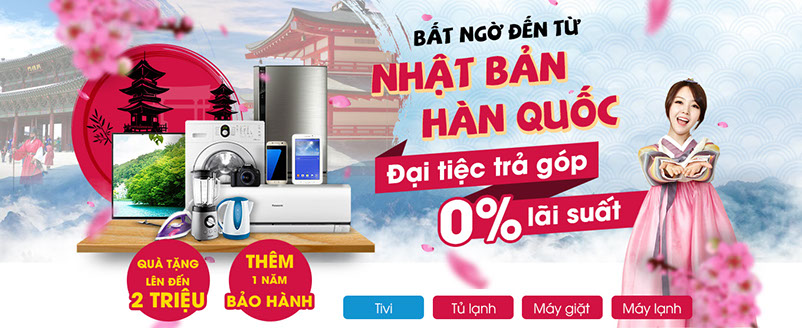 BẤT NGỜ ĐẾN TỪ
NHẬT BẢN
HÀN QUỐC
Đại tiệc trả góp
0% lãi suất
QUÀ TẶNG
LÊN ĐẾN
2 TRIỆU
THÊM
1 NĂM
BẢO HÀNH
Tivi
Tủ lạnh
Máy giặt
Máy lạnh
Panasonic